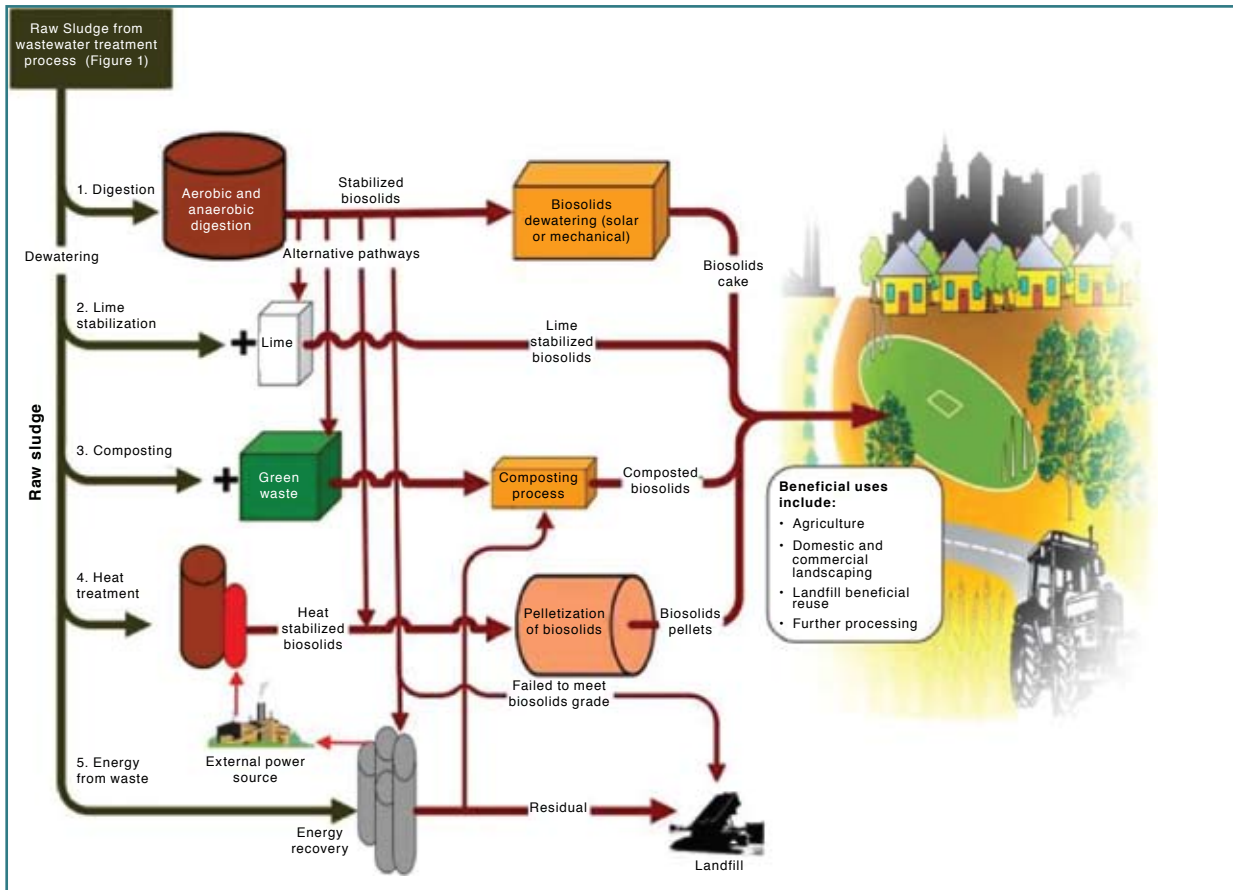 Raw Sludge from
wastewater treatment
process (Figure 1)
1. Digestion
Aerobic and
anaerobic
digestion
Stabilized
biosolids
Biosolids
dewatering (solar
or mechanical)
Dewatering
Alternative pathways
Biosolids
cake
2. Lime
stabilization
+
Lime
Lime
stabilized
biosolids
Raw sludge
3. Composting
+
Green
waste
Composting
process
Composted
biosolids
Beneficial uses
include:
• Agriculture
• Domestic and
commercial
landscaping
• Landfill beneficial
reuse
• Further processing
4. Heat
treatment
Heat
stabilized
biosolids
Pelletization
of biosolids
Biosolids
pellets
Failed to meet
biosolids grade
5. Energy
from waste
External power
source
Energy
recovery
Residual
Landfill